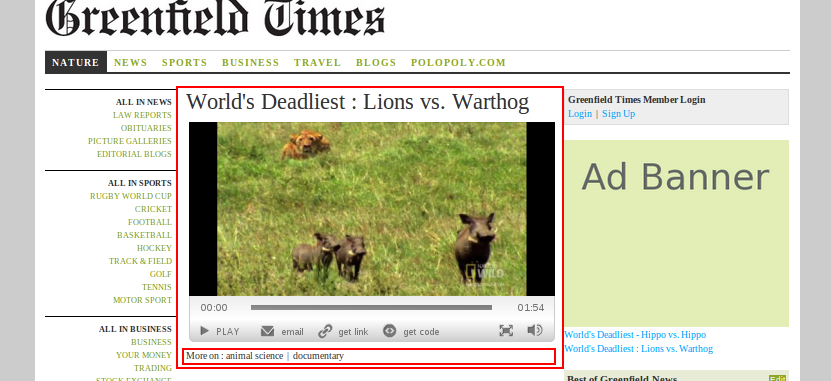 Greenfield Times
NATURE NEWS SPORTS BUSINESS TRAVEL BLOGS POLOPOLY.COM
ALL IN NEWS
LAW REPORTS
OBITUARIES
PICTURE GALLERIES
EDITORIAL BLOGS
ALL IN SPORTS
RUGBY WORLD CUP
CRICKET
FOOTBALL
BASKETBALL
HOCKEY
TRACK & FIELD
GOLF
TENNIS
MOTOR SPORT
ALL IN BUSINESS
BUSINESS
YOUR MONEY
TRADING
STOCK EXCHANGE
World's Deadliest : Lions vs. Warthog
WILD
00:00 01:54
PLAY email get link get code
More on : animal science | documentary
Greenfield Times Member Login
Login | Sign Up
Ad Banner
World's Deadliest - Hippo vs. Hippo
World's Deadliest : Lions vs. Warthog
Best of Greenfield News Edit